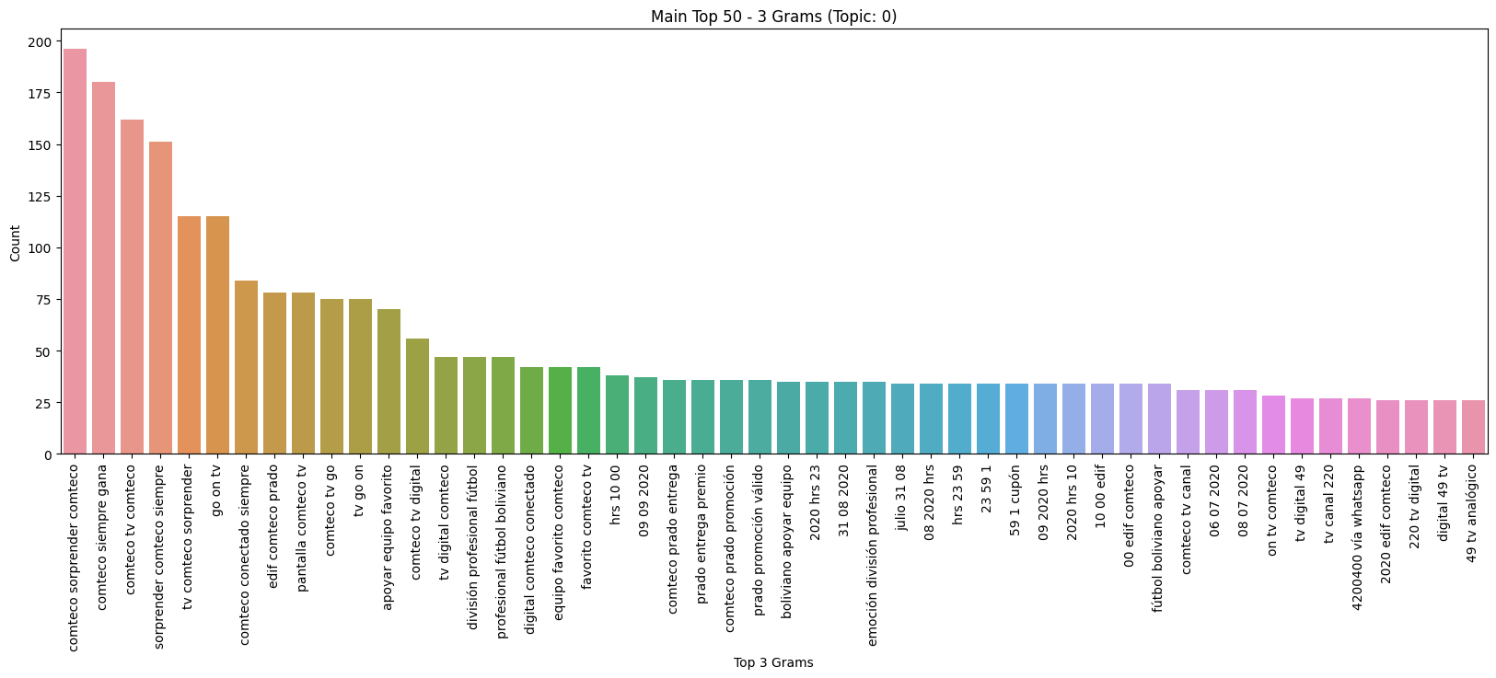 Main Top 50 - 3 Grams (Topic: 0)
200
175
150
125
100
75
50
25
0
Count
comteco sorprender comteco
comteco siempre gana
comteco tv comteco
sorprender comteco siempre
tv comteco sorprender
go on tv
comteco conectado siempre
edif comteco prado
pantalla comteco tv
comteco tv go
tv go on
apoyar equipo favorito
comteco tv digital
tv digital comteco
división profesional fútbol
profesional fútbol boliviano
digital comteco conectado
equipo favorito comteco
favorito comteco tv
hrs 10 00
09 09 2020
comteco prado entrega
prado entrega premio
comteco prado promoción
prado promoción válido
boliviano apoyar equipo
2020 hrs 23
31 08 2020
emoción división profesional
julio 31 08
08 2020 hrs
hrs 23 59
23 59 1
59 1 cupón
09 2020 hrs
2020 hrs 10
10 00 edif
00 edif comteco
fútbol boliviano apoyar
comteco tv canal
06 07 2020
08 07 2020
on tv comteco
tv digital 49
tv canal 220
4200400 vía whatsapp
2020 edif comteco
220 tv digital
digital 49 tv
49 tv analógico
Top 3 Grams